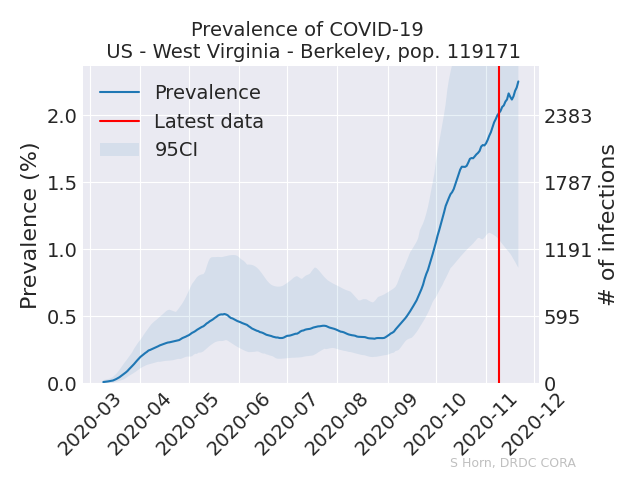 Prevalence of COVID-19
US - West Virginia - Berkeley, pop. 119171
Prevalence
Latest data
95CI
Prevalence (%)
2.0
1.5
1.0
0.5
0.0
2383
1787
1191
595
0
# of infections
2020-03
2020-04
2020-05
2020-06
2020-07
2020-08
2020-09
2020-10
2020-11
2020-12
S Horn, DRDC CORA